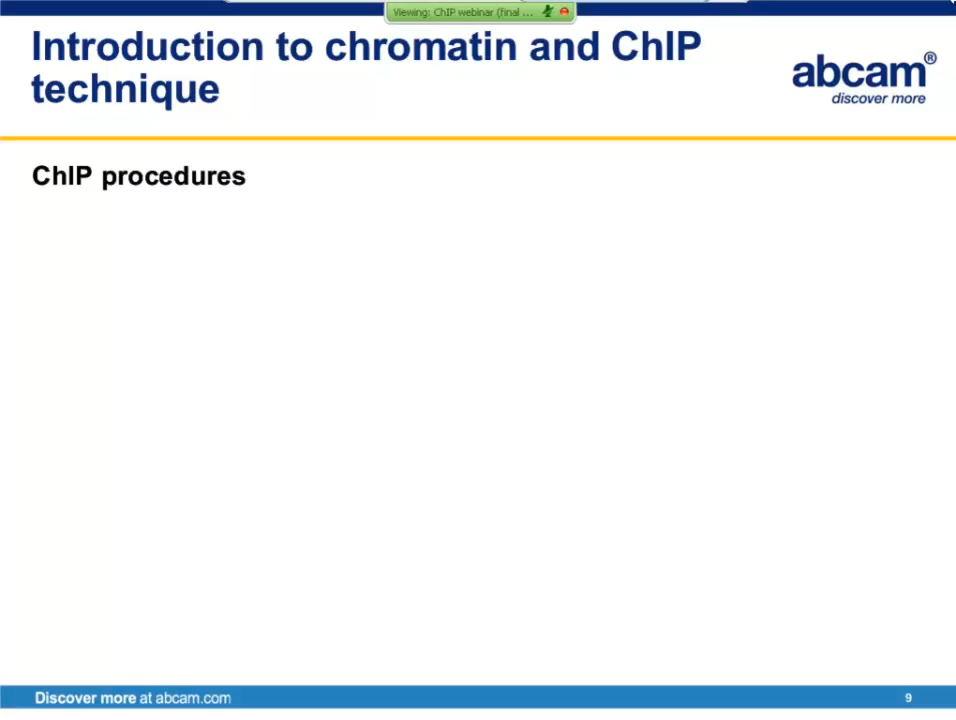 Viewing: ChIP webinar (final ...
Introduction to chromatin and ChIP
technique
abcam®
discover more
ChIP procedures
Discover more at abcam.com
9